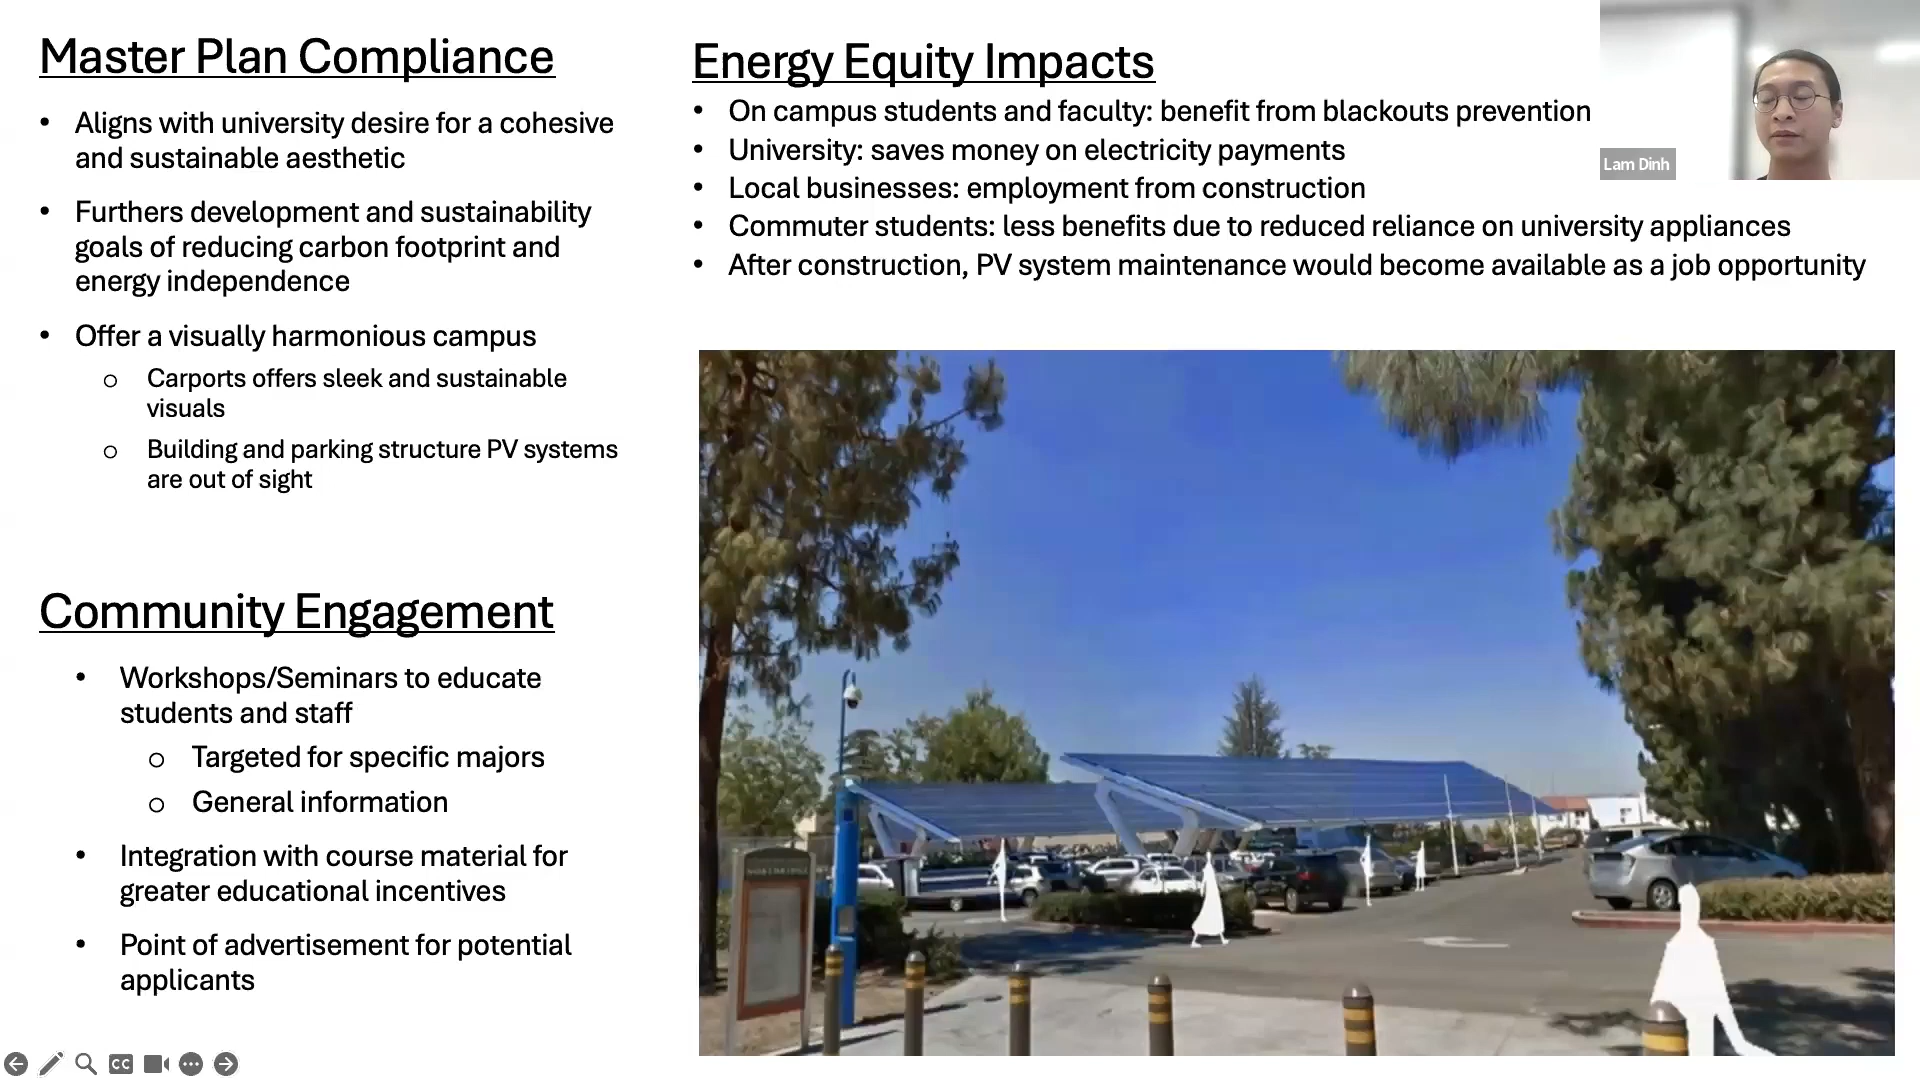 Master Plan Compliance
• Aligns with university desire for a cohesive
and sustainable aesthetic
• Furthers development and sustainability
goals of reducing carbon footprint and
energy independence
• Offer a visually harmonious campus
o Carports offers sleek and sustainable
visuals
o Building and parking structure PV systems
are out of sight
Community Engagement
• Workshops/Seminars to educate
students and staff
o Targeted for specific majors
o General information
• Integration with course material for
greater educational incentives
• Point of advertisement for potential
applicants
Energy Equity Impacts
• On campus students and faculty: benefit from blackouts prevention
• University: saves money on electricity payments
• Local businesses: employment from construction
• Commuter students: less benefits due to reduced reliance on university appliances
• After construction, PV system maintenance would become available as a job opportunity
Lam Dinh
CC